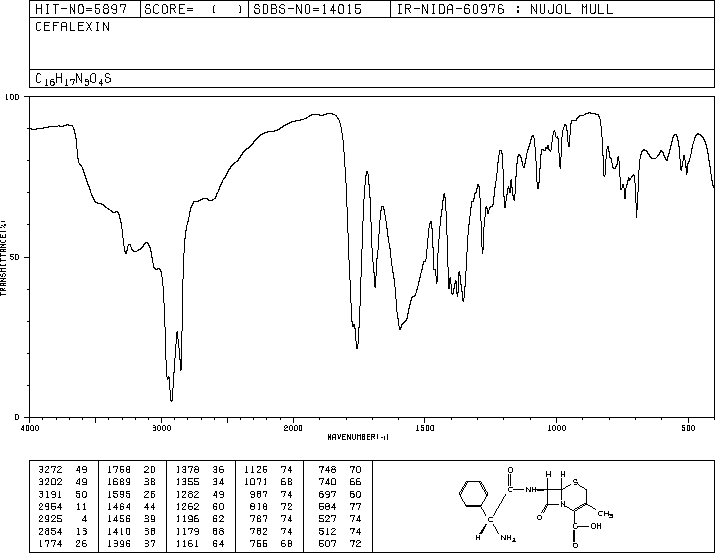 HIT-NO=5897 SCORE= ( ) SDBS-NO=14015 IR-NIDA-60976 : NUJOL MULL
CEFALEXIN
C16H17N3O4S
100
50
0
TRANSMITTANCE(%)
4000 3000 2000 1500 1000 500
WAVENUMBER(-1)
3272 49 1758 20 1378 36 1126 74 748 70
3202 49 1689 38 1355 34 1071 68 740 66
3191 50 1595 26 1282 49 987 74 697 60
2954 11 1464 44 1262 60 818 72 684 77
2925 4 1456 39 1196 62 787 74 527 74
2854 13 1410 38 1179 68 782 74 512 74
1774 26 1396 37 1161 64 766 68 507 72
O H H S
C NH
N CH3
O
H C C OH
NH2 O